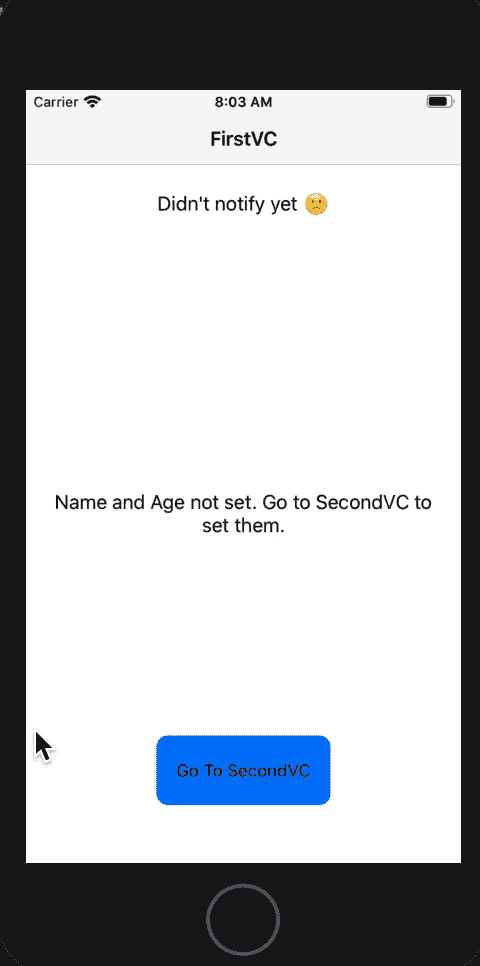 Carrier 8:03 AM
FirstVC
Didn't notify yet 🙁
Name and Age not set. Go to SecondVC to
set them.
Go To SecondVC